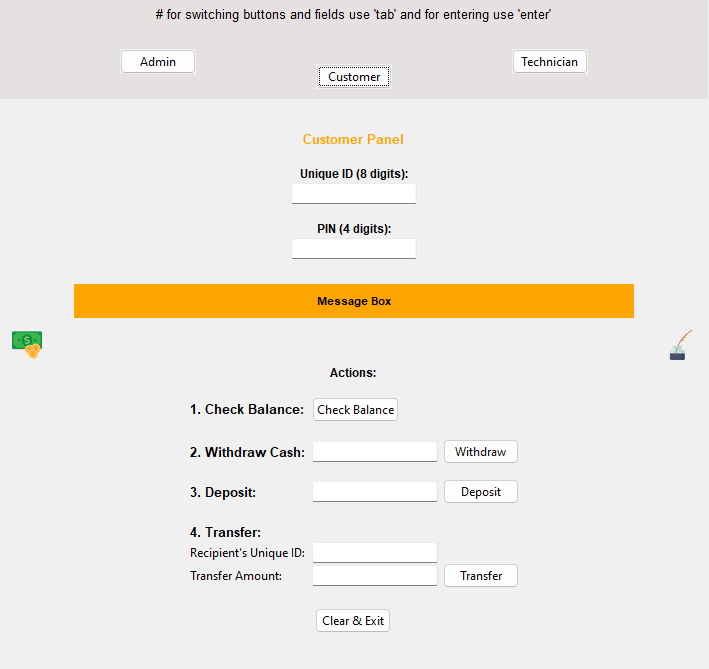 # for switching buttons and fields use 'tab' and for entering use 'enter'
Admin
Customer
Technician
Customer Panel
Unique ID (8 digits):
PIN (4 digits):
Message Box
Actions:
1. Check Balance: Check Balance
2. Withdraw Cash: Withdraw
3. Deposit: Deposit
4. Transfer:
Recipient's Unique ID:
Transfer Amount: Transfer
Clear & Exit